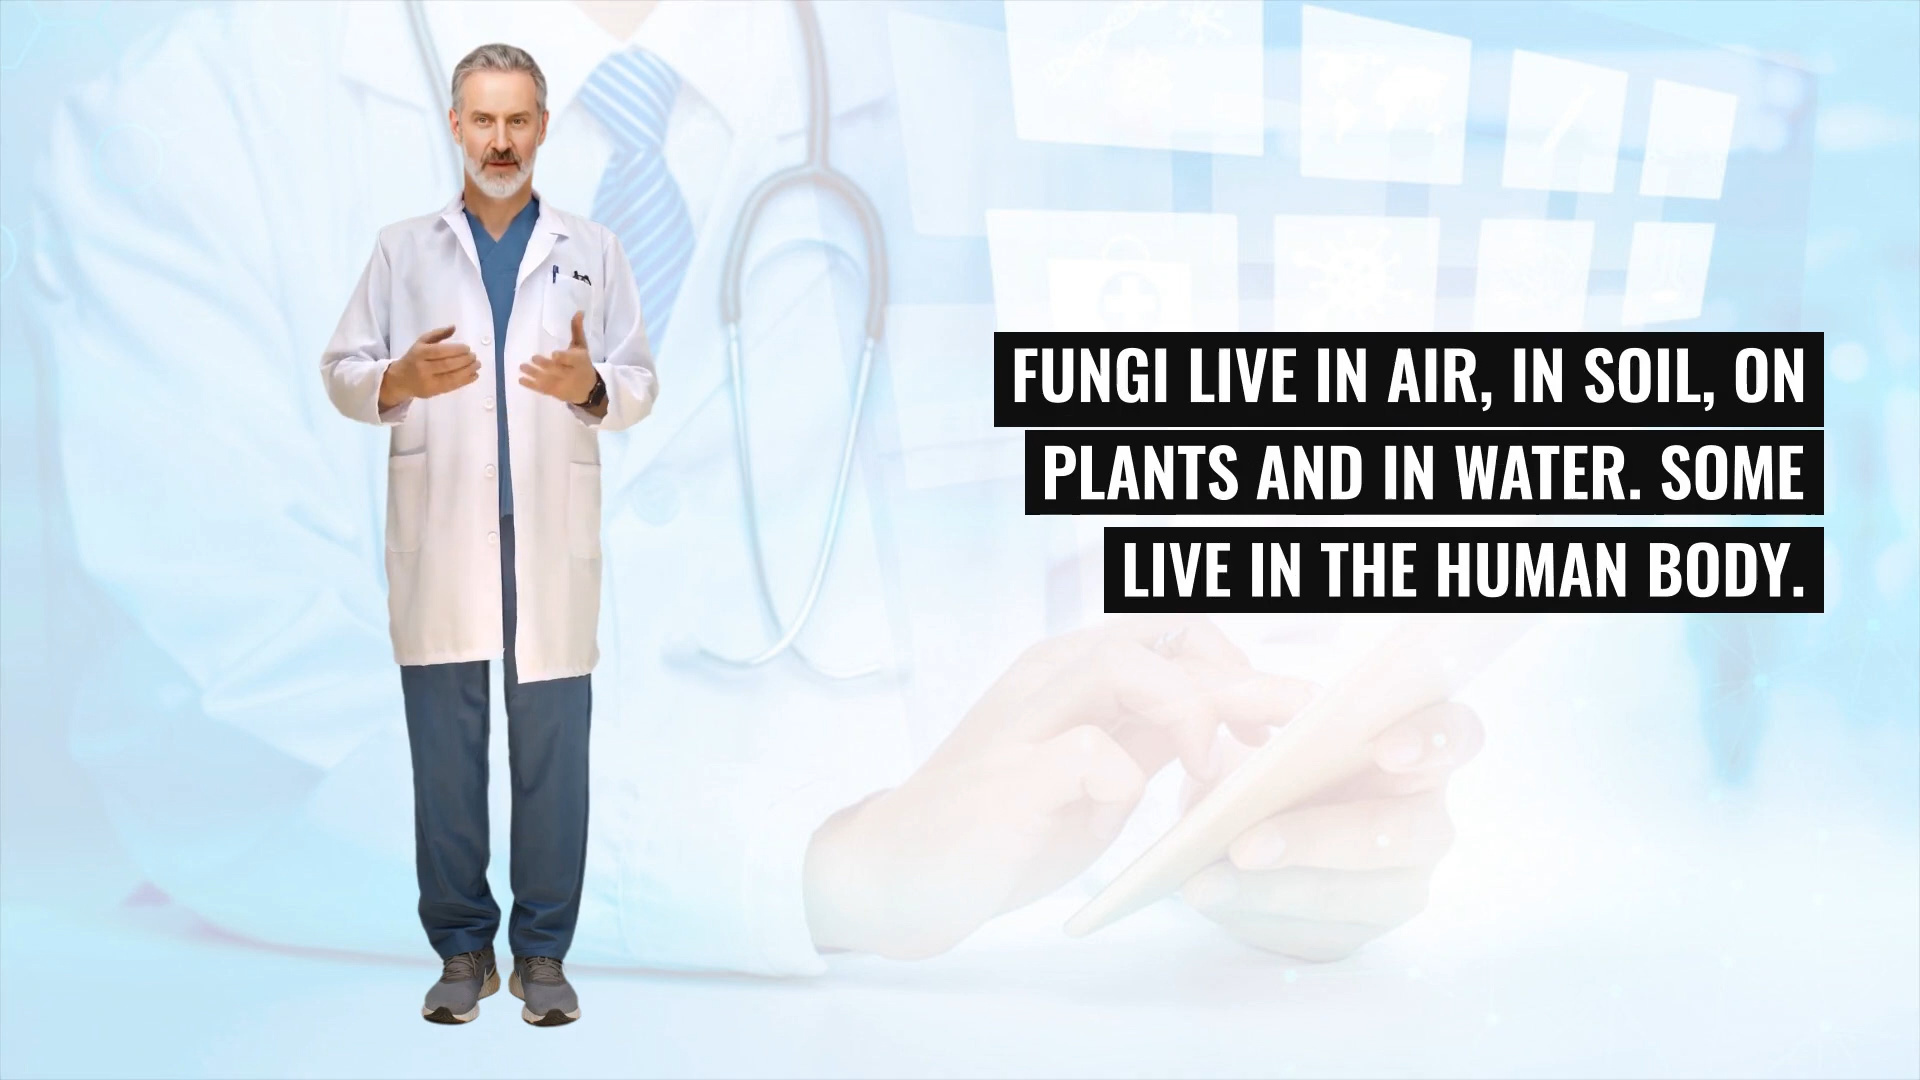 FUNGI LIVE IN AIR, IN SOIL, ON
PLANTS AND IN WATER. SOME
LIVE IN THE HUMAN BODY.